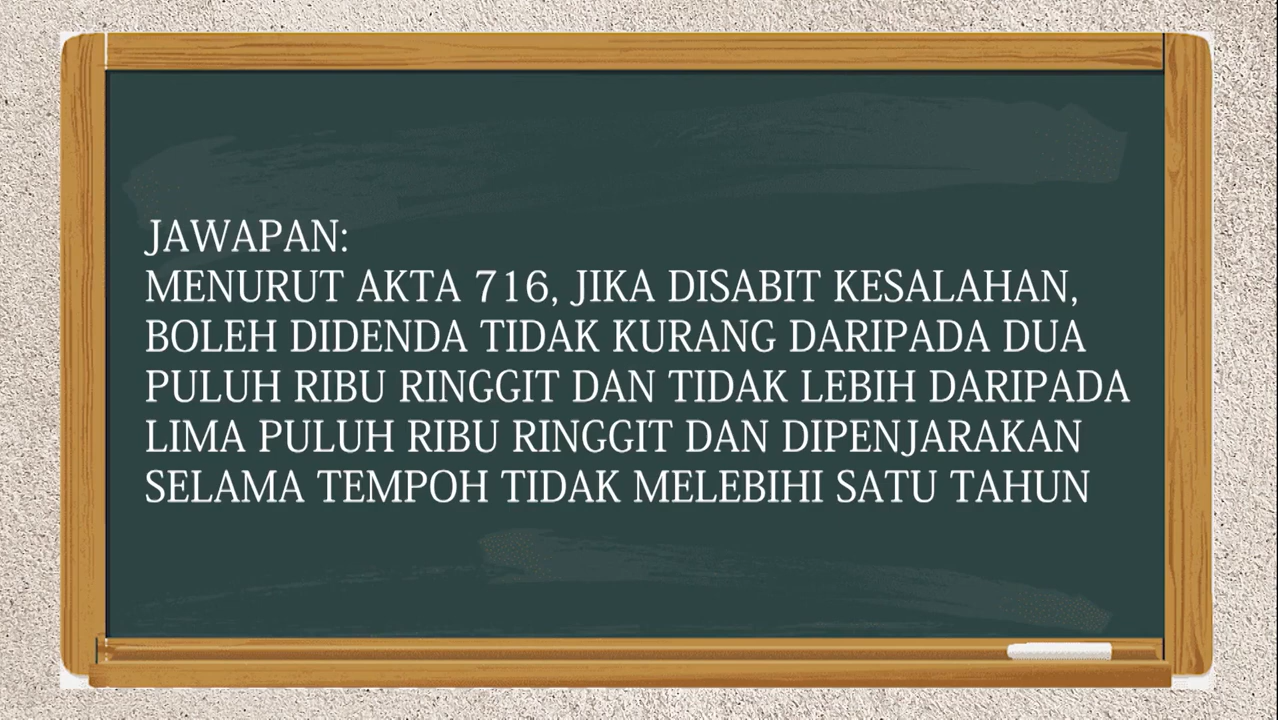 JAWAPAN:
MENURUT AKTA 716, JIKA DISABIT KESALAHAN,
BOLEH DIDENDA TIDAK KURANG DARIPADA DUA
PULUH RIBU RINGGIT DAN TIDAK LEBIH DARIPADA
LIMA PULUH RIBU RINGGIT DAN DIPENJARAKAN
SELAMA TEMPOH TIDAK MELEBIHI SATU TAHUN